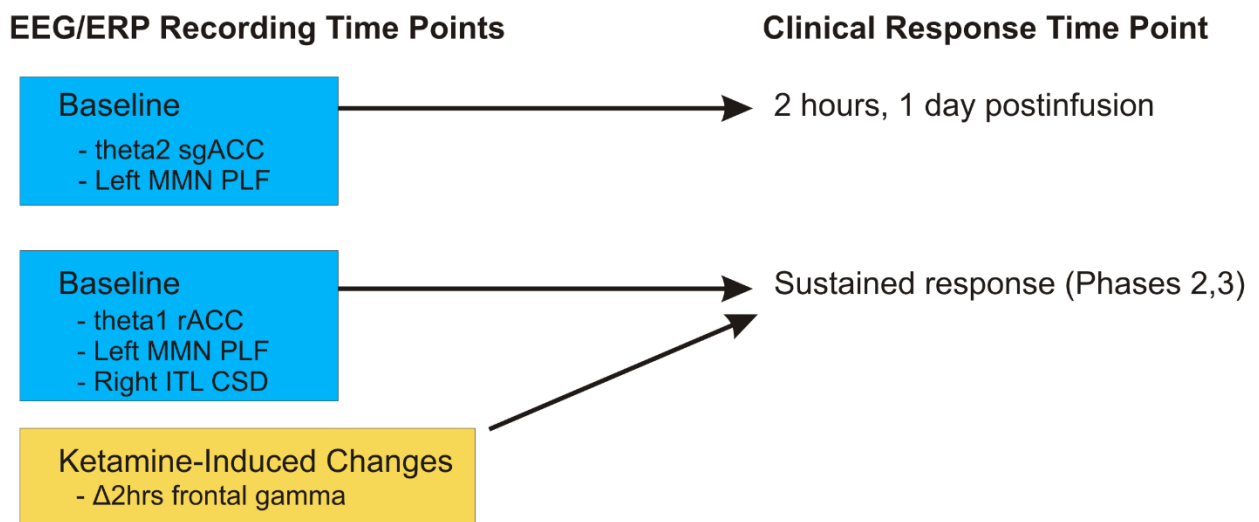 EEG/ERP Recording Time Points
Clinical Response Time Point
Baseline
- theta2 sgACC
- Left MMN PLF
2 hours, 1 day postinfusion
Baseline
- theta1 rACC
- Left MMN PLF
- Right ITL CSD
Sustained response (Phases 2,3)
Ketamine-Induced Changes
- Δ2hrs frontal gamma